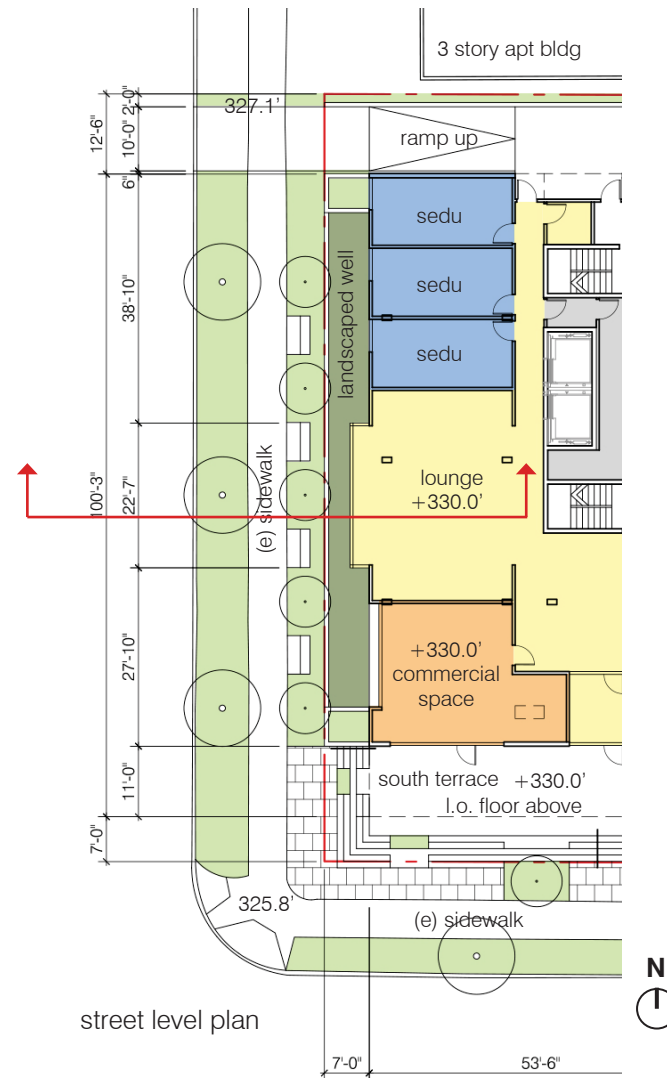 3 story apt bldg
327.1'
2'-0"
12'-6"
10'-0"
ramp up
6"
sedu
sedu
sedu
landscaped well
38'-10"
lounge
+330.0'
100'-3"
22'-7"
(e) sidewalk
27'-10"
+330.0'
commercial
space
11'-0"
south terrace +330.0'
l.o. floor above
7'-0"
325.8'
(e) sidewalk
N
street level plan
7'-0"
53'-6"